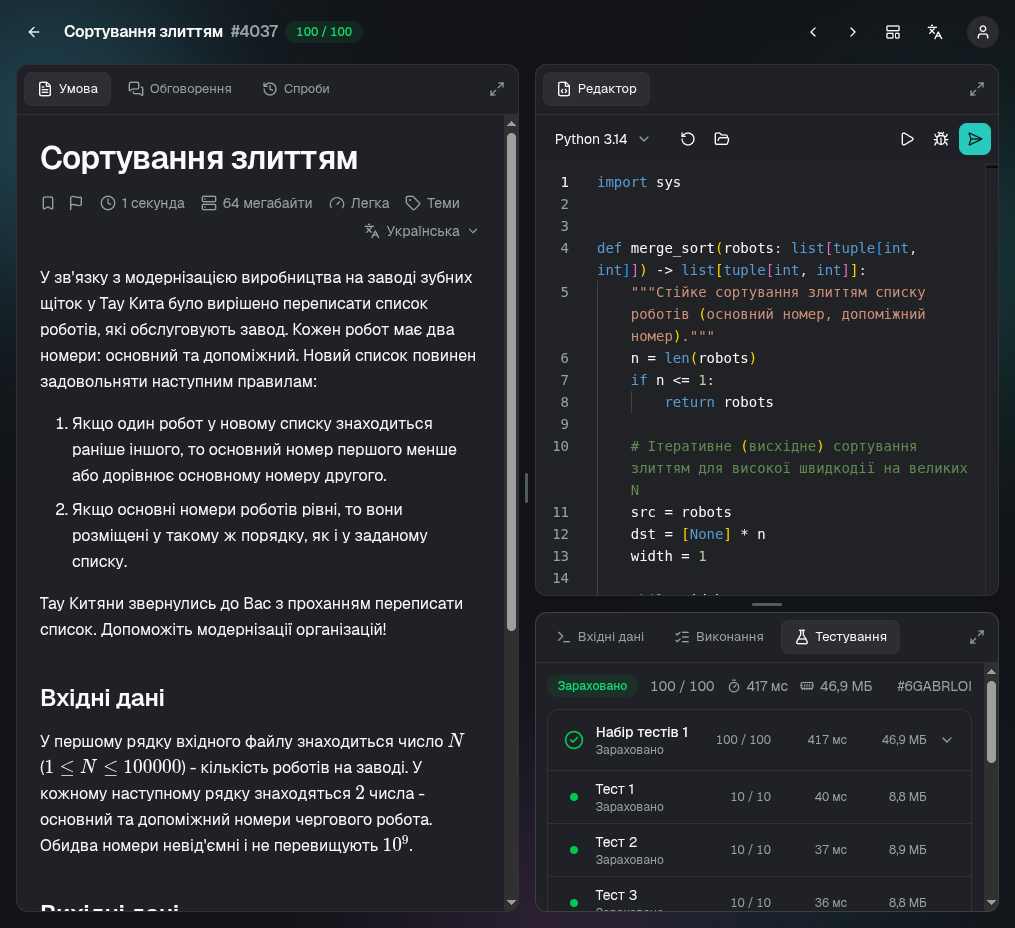 Сортування злиттям #4037 100 / 100
Умова Обговорення Спроби
Сортування злиттям
1 секунда 64 мегабайти Легка Теми
Українська
У зв'язку з модернізацією виробництва на заводі зубних
щіток у Тау Кита було вирішено переписати список
роботів, які обслуговують завод. Кожен робот має два
номери: основний та допоміжний. Новий список повинен
задовольняти наступним правилам:
1. Якщо один робот у новому списку знаходиться
раніше іншого, то основний номер першого менше
або дорівнює основному номеру другого.
2. Якщо основні номери роботів рівні, то вони
розміщені у такому ж порядку, як і у заданому
списку.
Тау Китяни звернулись до Вас з проханням переписати
список. Допоможіть модернізації організацій!
Вхідні дані
У першому рядку вхідного файлу знаходиться число N
(1 ≤ N ≤ 100000) - кількість роботів на заводі. У
кожному наступному рядку знаходяться 2 числа -
основний та допоміжний номери чергового робота.
Обидва номери невід'ємні і не перевищують 10⁹.
Вихідні дані
Редактор
Python 3.14
1 import sys
2
3
4 def merge_sort(robots: list[tuple[int,
int]]) -> list[tuple[int, int]]:
5 """Стійке сортування злиттям списку
роботів (основний номер, допоміжний
номер)."""
6 n = len(robots)
7 if n <= 1:
8 return robots
9
10 # Ітеративне (висхідне) сортування
злиттям для високої швидкодії на великих
N
11 src = robots
12 dst = [None] * n
13 width = 1
14
Вхідні дані Виконання Тестування
Зараховано 100 / 100 417 мс 46,9 МБ #6GABRLO
Набір тестів 1 100 / 100 417 мс 46,9 МБ
Зараховано
Тест 1 10 / 10 40 мс 8,8 МБ
Зараховано
Тест 2 10 / 10 37 мс 8,9 МБ
Зараховано
Тест 3 10 / 10 36 мс 8,8 МБ
Зараховано